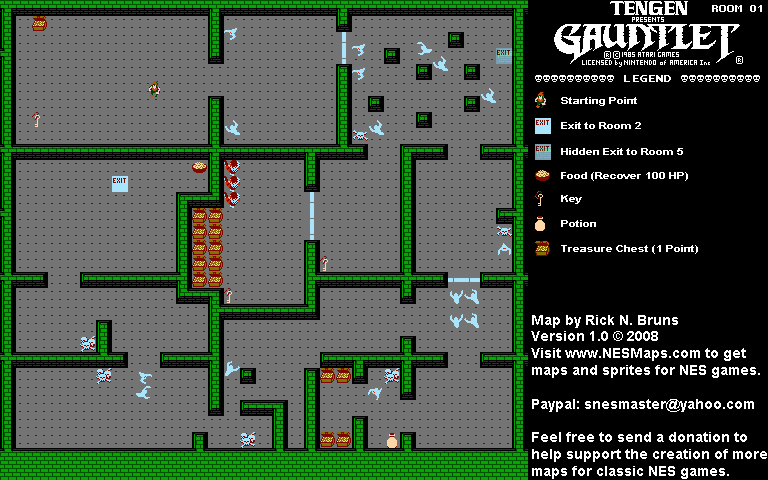 TENGEN
ROOM 01
PRESENTS
GAUNTLET
© © 1985 ATARI GAMES
LICENSED by NINTENDO OF AMERICA Inc
®
LEGEND
Starting Point
EXIT
Exit to Room 2
EXIT
Hidden Exit to Room 5
Food (Recover 100 HP)
Key
Potion
Treasure Chest (1 Point)
Map by Rick N. Bruns
Version 1.0 © 2008
Visit www.NESMaps.com to get
maps and sprites for NES games.
Paypal: snesmaster@yahoo.com
Feel free to send a donation to
help support the creation of more
maps for classic NES games.
EXIT
EXIT